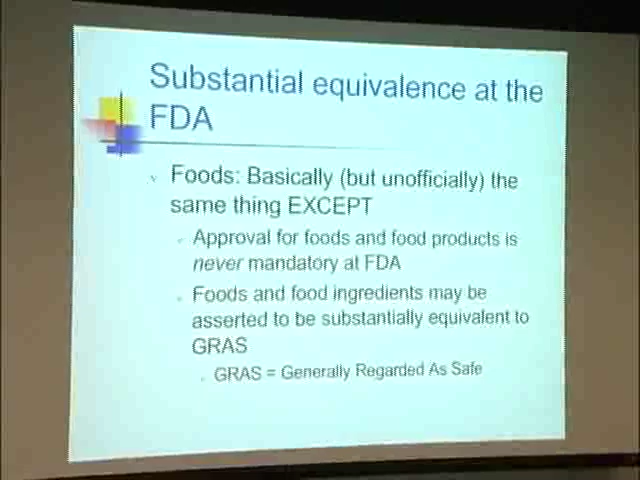 Substantial equivalence at the
FDA
Foods: Basically (but unofficially) the
same thing EXCEPT
Approval for foods and food products is
never mandatory at FDA
Foods and food ingredients may be
asserted to be substantially equivalent to
GRAS
GRAS = Generally Regarded As Safe